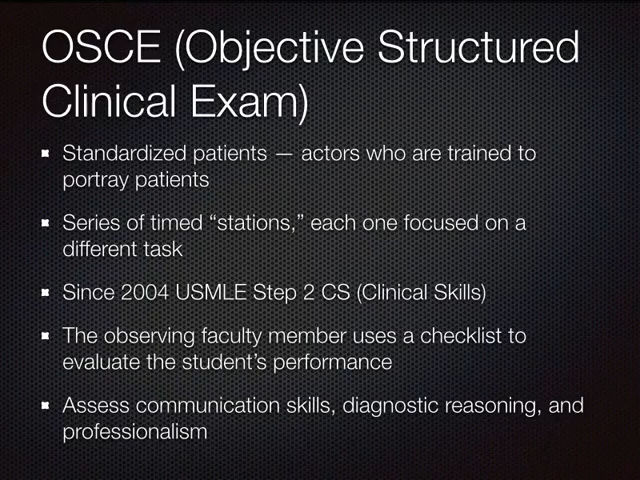 OSCE (Objective Structured
Clinical Exam)
Standardized patients — actors who are trained to
portray patients
Series of timed “stations,” each one focused on a
different task
Since 2004 USMLE Step 2 CS (Clinical Skills)
The observing faculty member uses a checklist to
evaluate the student’s performance
Assess communication skills, diagnostic reasoning, and
professionalism